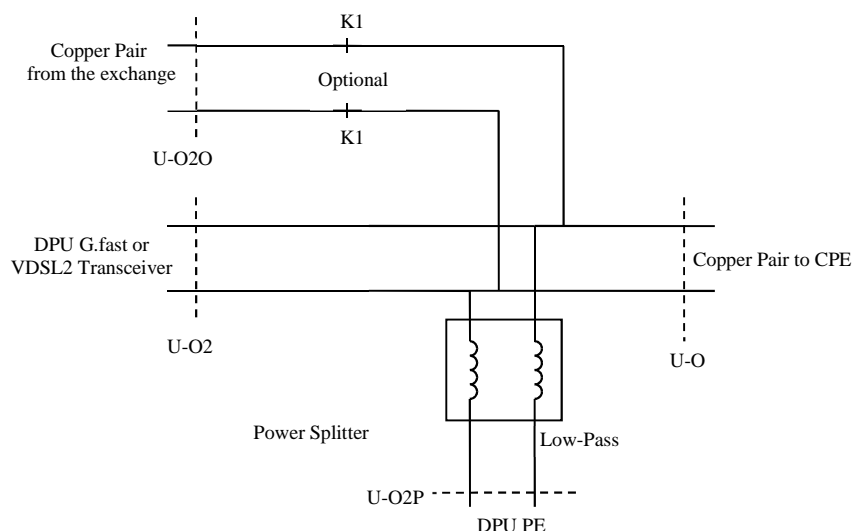 K1
Copper Pair
from the exchange
Optional
K1
U-O2O
DPU G.fast or
VDSL2 Transceiver
Copper Pair to CPE
U-O2
U-O
Power Splitter
Low-Pass
U-O2P
DPU PE